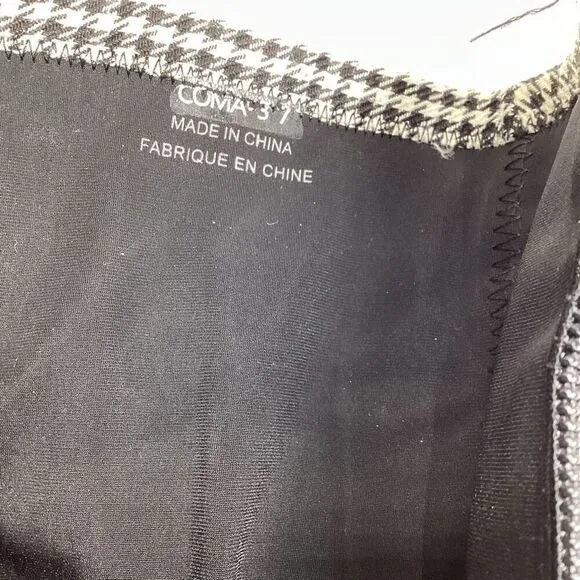 COMA-3 7
MADE IN CHINA
FABRIQUE EN CHINE